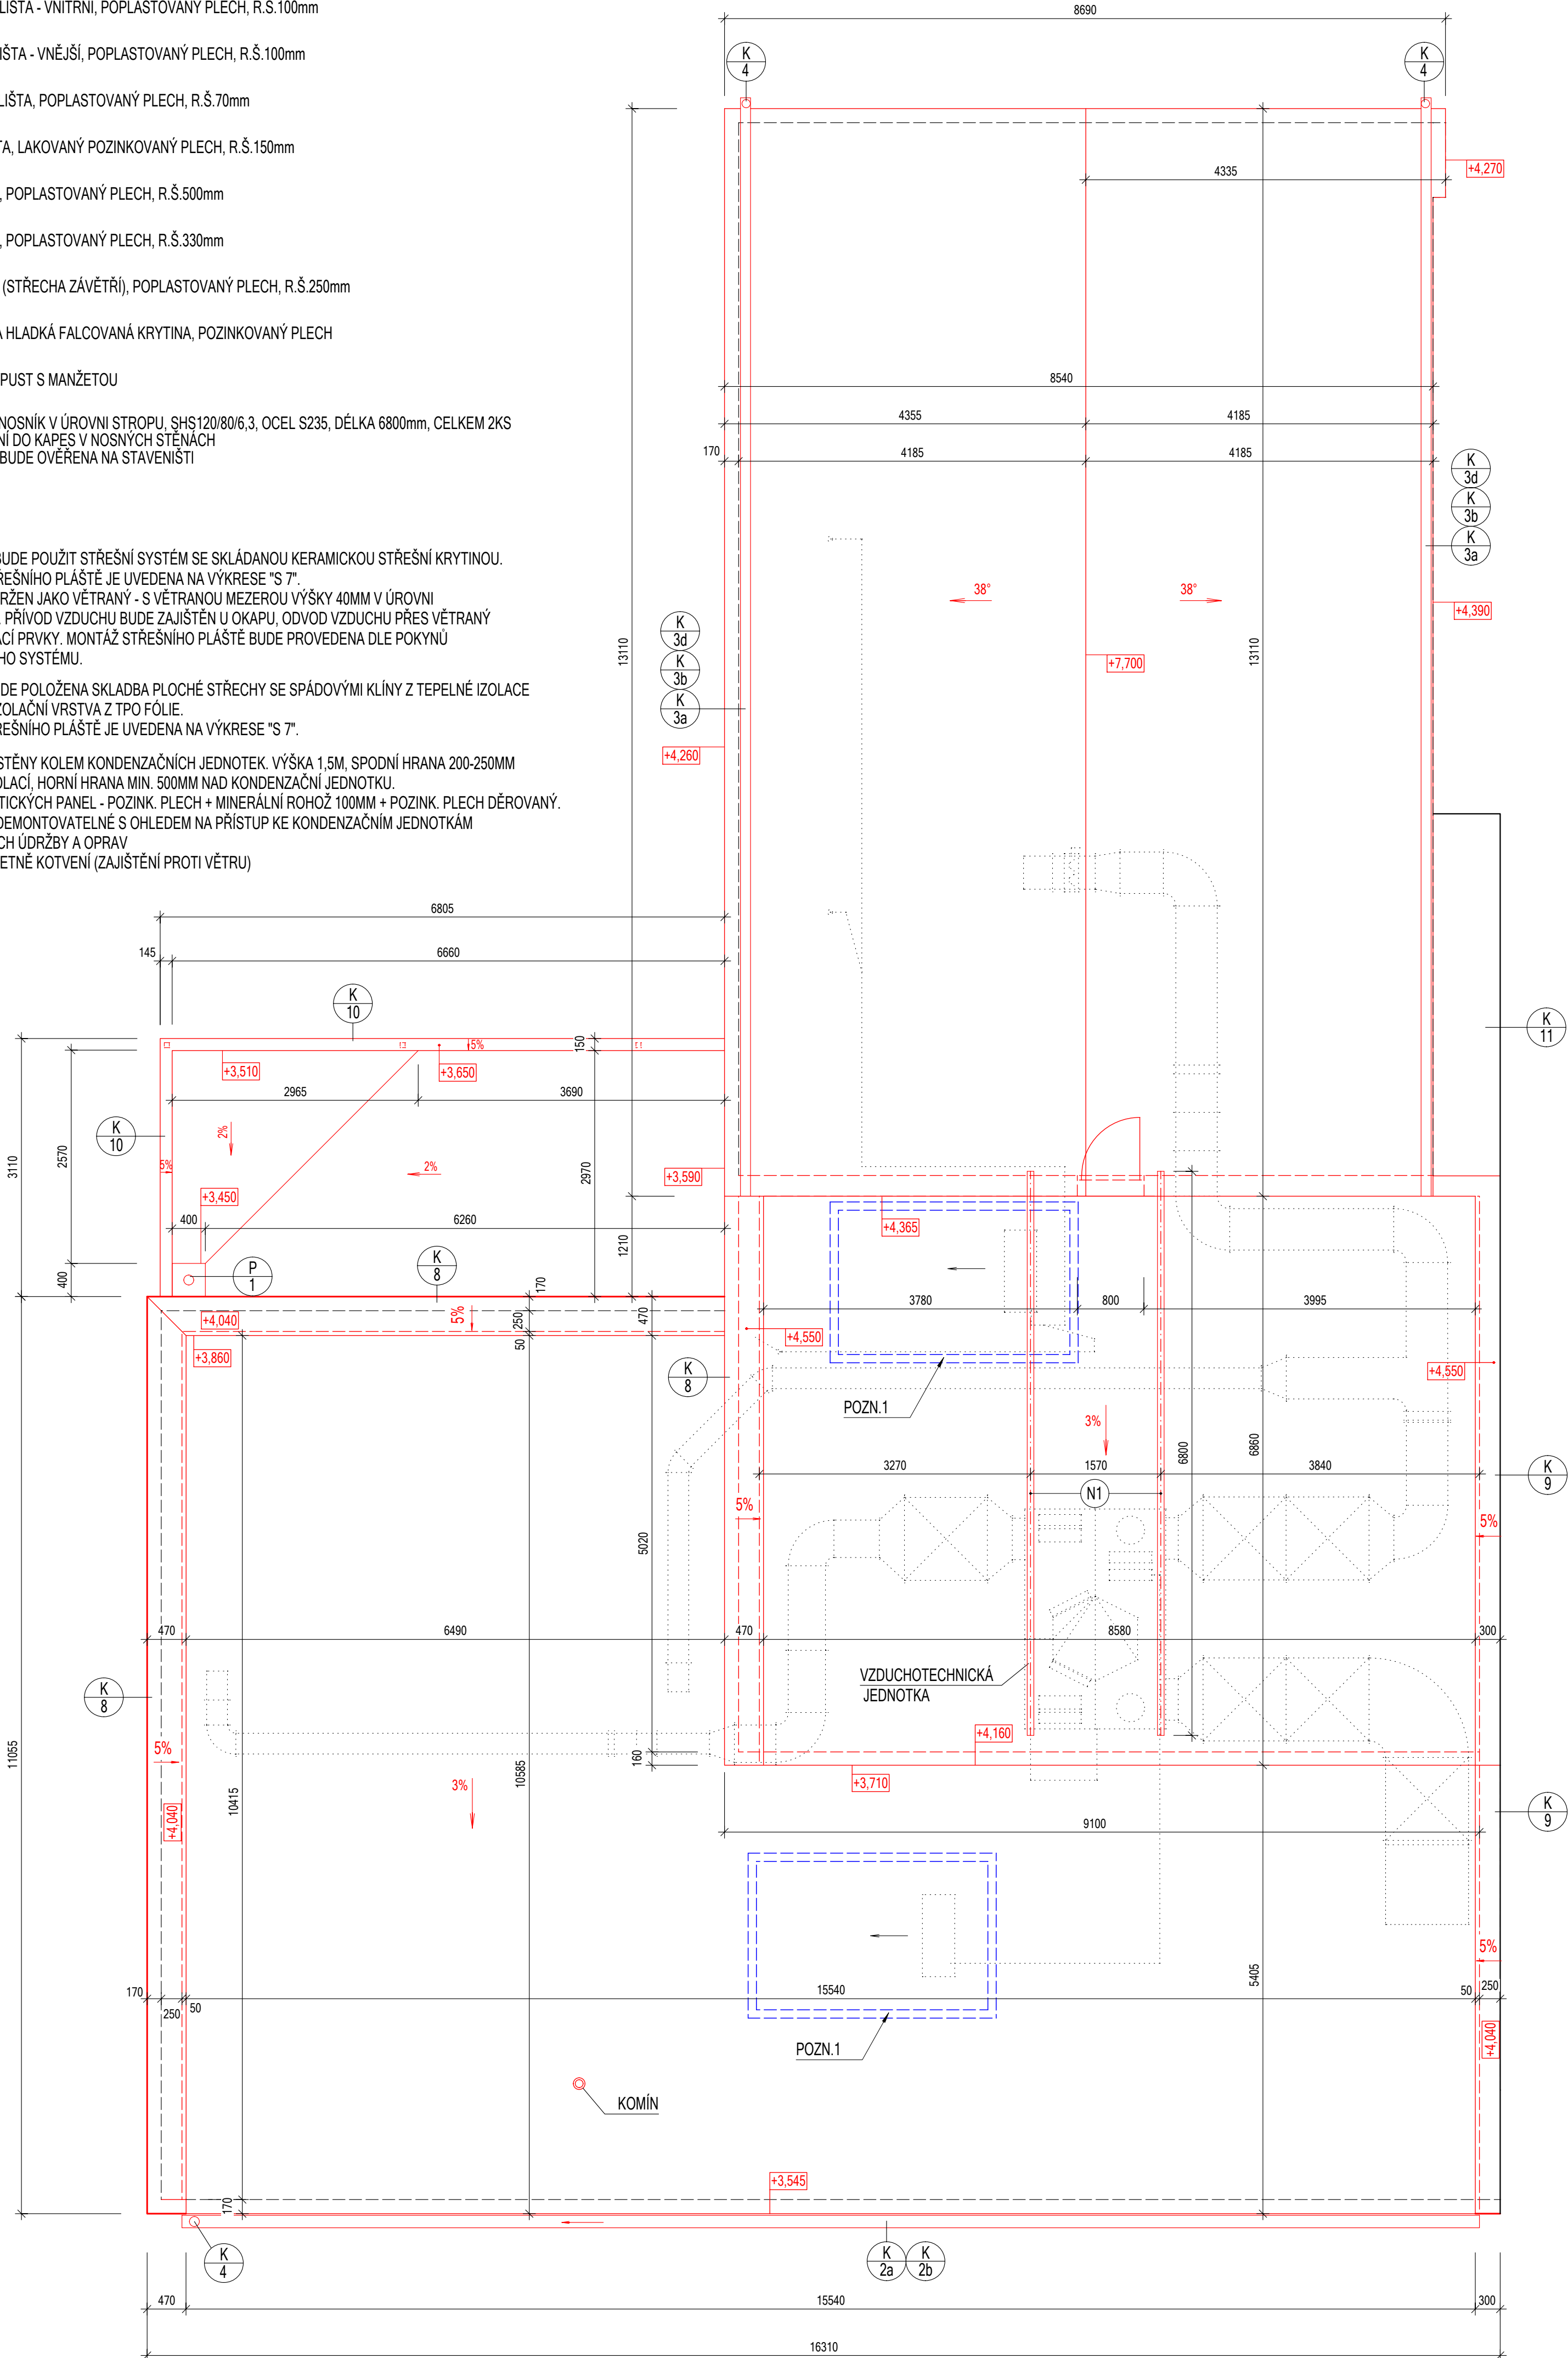 LIŠTA - VNITŘNÍ, POPLASTOVANÝ PLECH, R.Š.100mm
IŠTA - VNĚJŠÍ, POPLASTOVANÝ PLECH, R.Š.100mm
LIŠTA, POPLASTOVANÝ PLECH, R.Š.70mm
TA, LAKOVANÝ POZINKOVANÝ PLECH, R.Š.150mm
, POPLASTOVANÝ PLECH, R.Š.500mm
, POPLASTOVANÝ PLECH, R.Š.330mm
(STŘECHA ZÁVĚTŘÍ), POPLASTOVANÝ PLECH, R.Š.250mm
A HLADKÁ FALCOVANÁ KRYTINA, POZINKOVANÝ PLECH
PUST S MANŽETOU
NOSNÍK V ÚROVNI STROPU, SHS120/80/6,3, OCEL S235, DÉLKA 6800mm, CELKEM 2KS
NÍ DO KAPES V NOSNÝCH STĚNÁCH
BUDE OVĚŘENA NA STAVENIŠTI
BUDE POUŽIT STŘEŠNÍ SYSTÉM SE SKLÁDANOU KERAMICKOU STŘEŠNÍ KRYTINOU.
ŘEŠNÍHO PLÁŠTĚ JE UVEDENA NA VÝKRESE "S 7".
RŽEN JAKO VĚTRANÝ - S VĚTRANOU MEZEROU VÝŠKY 40MM V ÚROVNI
. PŘÍVOD VZDUCHU BUDE ZAJIŠTĚN U OKAPU, ODVOD VZDUCHU PŘES VĚTRANÝ
ACÍ PRVKY. MONTÁŽ STŘEŠNÍHO PLÁŠTĚ BUDE PROVEDENA DLE POKYNŮ
HO SYSTÉMU.
DE POLOŽENA SKLADBA PLOCHÉ STŘECHY SE SPÁDOVÝMI KLÍNY Z TEPELNÉ IZOLACE
ZOLAČNÍ VRSTVA Z TPO FÓLIE.
ŘEŠNÍHO PLÁŠTĚ JE UVEDENA NA VÝKRESE "S 7".
STĚNY KOLEM KONDENZAČNÍCH JEDNOTEK. VÝŠKA 1,5M, SPODNÍ HRANA 200-250MM
OLACÍ, HORNÍ HRANA MIN. 500MM NAD KONDENZAČNÍ JEDNOTKU.
TICKÝCH PANEL - POZINK. PLECH + MINERÁLNÍ ROHOŽ 100MM + POZINK. PLECH DĚROVANÝ.
DEMONTOVATELNÉ S OHLEDEM NA PŘÍSTUP KE KONDENZAČNÍM JEDNOTKÁM
CH ÚDRŽBY A OPRAV
ETNĚ KOTVENÍ (ZAJIŠTĚNÍ PROTI VĚTRU)
8690
K
4
K
4
+4,270
4335
8540
4355
4185
170
4185
4185
K
3d
K
3b
K
3a
38°
38°
+4,390
K
3d
K
3b
K
3a
13110
13110
+7,700
+4,260
6805
145
6660
K
10
K
11
5%
150
+3,510
+3,650
2965
3690
K
10
2%
2%
5%
3110
2570
2970
+3,590
+3,450
400
6260
+4,365
1210
P
1
K
8
400
170
3780
800
3995
+4,040
5%
250
470
50
+3,860
+4,550
+4,550
K
8
POZN.1
3%
6800
6860
3270
1570
3840
K
9
N1
5%
5%
5020
470
6490
470
8580
300
VZDUCHOTECHNICKÁ
JEDNOTKA
K
8
+4,160
5%
160
11055
3%
10585
10415
+3,710
+4,040
K
9
9100
5%
5405
170
250
50
15540
50
250
+4,040
POZN.1
KOMÍN
+3,545
170
K
4
K
2a
K
2b
470
15540
300
16310